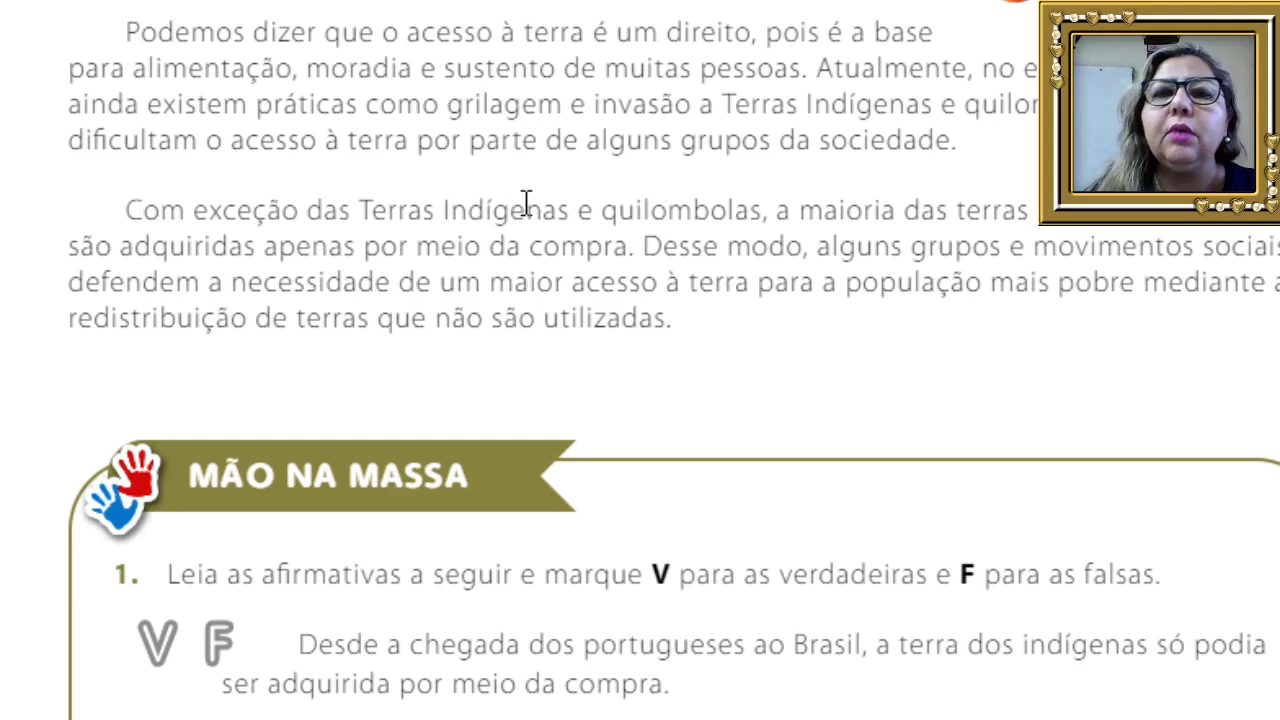 Podemos dizer que o acesso à terra é um direito, pois é a base
para alimentação, moradia e sustento de muitas pessoas. Atualmente, no
ainda existem práticas como grilagem e invasão a Terras Indígenas e
dificultam o acesso à terra por parte de alguns grupos da sociedade.
Com exceção das Terras Indígenas e quilombolas, a maioria das terras
são adquiridas apenas por meio da compra. Desse modo, alguns grupos e movimentos sociais
defendem a necessidade de um maior acesso à terra para a população mais pobre mediante a
redistribuição de terras que não são utilizadas.
MÃO NA MASSA
1. Leia as afirmativas a seguir e marque V para as verdadeiras e F para as falsas.
V F Desde a chegada dos portugueses ao Brasil, a terra dos indígenas só podia
ser adquirida por meio da compra.